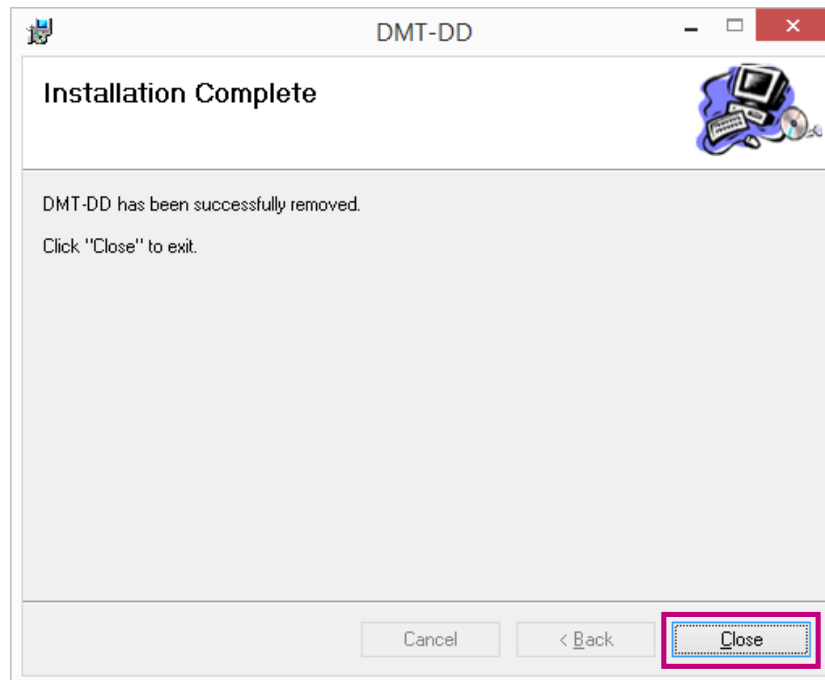 DMT-DD
Installation Complete
DMT-DD has been successfully removed.
Click "Close" to exit.
Cancel
< Back
Close